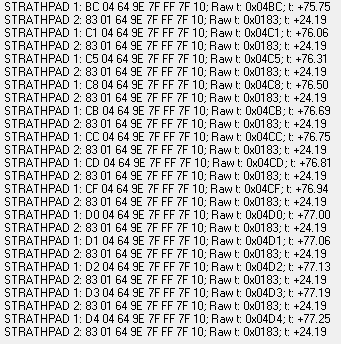 STRATHPAD 1: BC 04 64 9E 7F FF 7F 10; Raw t: 0x04BC; t: +75.75
STRATHPAD 2: 83 01 64 9E 7F FF 7F 10; Raw t: 0x0183; t: +24.19
STRATHPAD 1: C1 04 64 9E 7F FF 7F 10; Raw t: 0x04C1; t: +76.06
STRATHPAD 2: 83 01 64 9E 7F FF 7F 10; Raw t: 0x0183; t: +24.19
STRATHPAD 1: C5 04 64 9E 7F FF 7F 10; Raw t: 0x04C5; t: +76.31
STRATHPAD 2: 83 01 64 9E 7F FF 7F 10; Raw t: 0x0183; t: +24.19
STRATHPAD 1: C8 04 64 9E 7F FF 7F 10; Raw t: 0x04C8; t: +76.50
STRATHPAD 2: 83 01 64 9E 7F FF 7F 10; Raw t: 0x0183; t: +24.19
STRATHPAD 1: CB 04 64 9E 7F FF 7F 10; Raw t: 0x04CB; t: +76.69
STRATHPAD 2: 83 01 64 9E 7F FF 7F 10; Raw t: 0x0183; t: +24.19
STRATHPAD 1: CC 04 64 9E 7F FF 7F 10; Raw t: 0x04CC; t: +76.75
STRATHPAD 2: 83 01 64 9E 7F FF 7F 10; Raw t: 0x0183; t: +24.19
STRATHPAD 1: CD 04 64 9E 7F FF 7F 10; Raw t: 0x04CD; t: +76.81
STRATHPAD 2: 83 01 64 9E 7F FF 7F 10; Raw t: 0x0183; t: +24.19
STRATHPAD 1: CF 04 64 9E 7F FF 7F 10; Raw t: 0x04CF; t: +76.94
STRATHPAD 2: 83 01 64 9E 7F FF 7F 10; Raw t: 0x0183; t: +24.19
STRATHPAD 1: D0 04 64 9E 7F FF 7F 10; Raw t: 0x04D0; t: +77.00
STRATHPAD 2: 83 01 64 9E 7F FF 7F 10; Raw t: 0x0183; t: +24.19
STRATHPAD 1: D1 04 64 9E 7F FF 7F 10; Raw t: 0x04D1; t: +77.06
STRATHPAD 2: 83 01 64 9E 7F FF 7F 10; Raw t: 0x0183; t: +24.19
STRATHPAD 1: D2 04 64 9E 7F FF 7F 10; Raw t: 0x04D2; t: +77.13
STRATHPAD 2: 83 01 64 9E 7F FF 7F 10; Raw t: 0x0183; t: +24.19
STRATHPAD 1: D3 04 64 9E 7F FF 7F 10; Raw t: 0x04D3; t: +77.19
STRATHPAD 2: 83 01 64 9E 7F FF 7F 10; Raw t: 0x0183; t: +24.19
STRATHPAD 1: D4 04 64 9E 7F FF 7F 10; Raw t: 0x04D4; t: +77.25
STRATHPAD 2: 83 01 64 9E 7F FF 7F 10; Raw t: 0x0183; t: +24.19